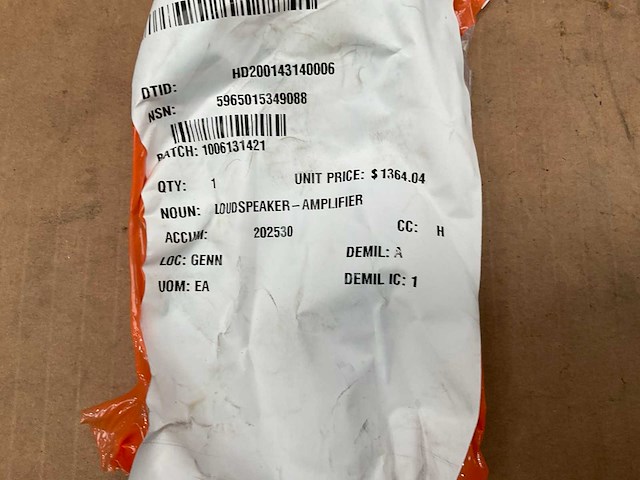 DTID: HD200143140006
NSN: 5965015349088
BATCH: 1006131421
QTY: 1 UNIT PRICE: $1364.04
NOUN: LOUDSPEAKER-AMPLIFIER
ACCUM: 202530 CC: H
LOC: GENN DEMIL: A
UOM: EA DEMIL IC: 1